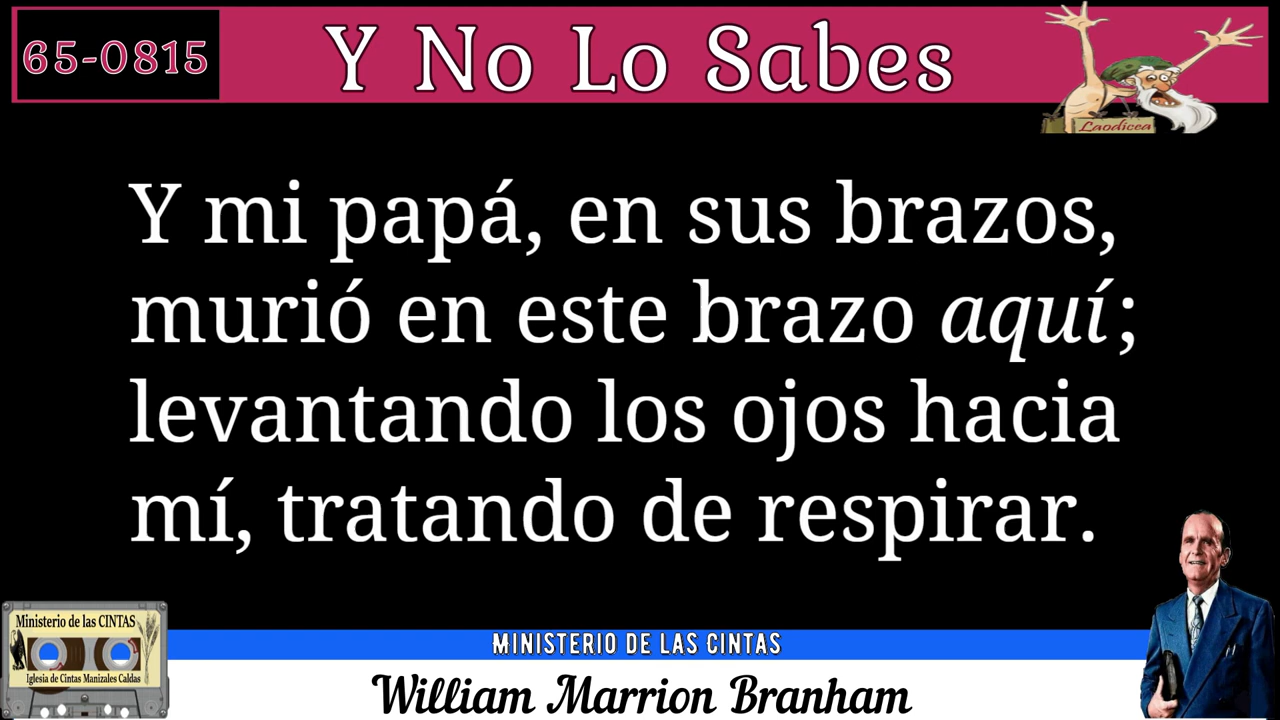 65-0815
Y No Lo Sabes
Laodicea
Y mi papá, en sus brazos,
murió en este brazo aquí;
levantando los ojos hacia
mí, tratando de respirar.
Ministerio de las CINTAS
Iglesia de Cintas Manizales Caldas
MINISTERIO DE LAS CINTAS
William Marrion Branham